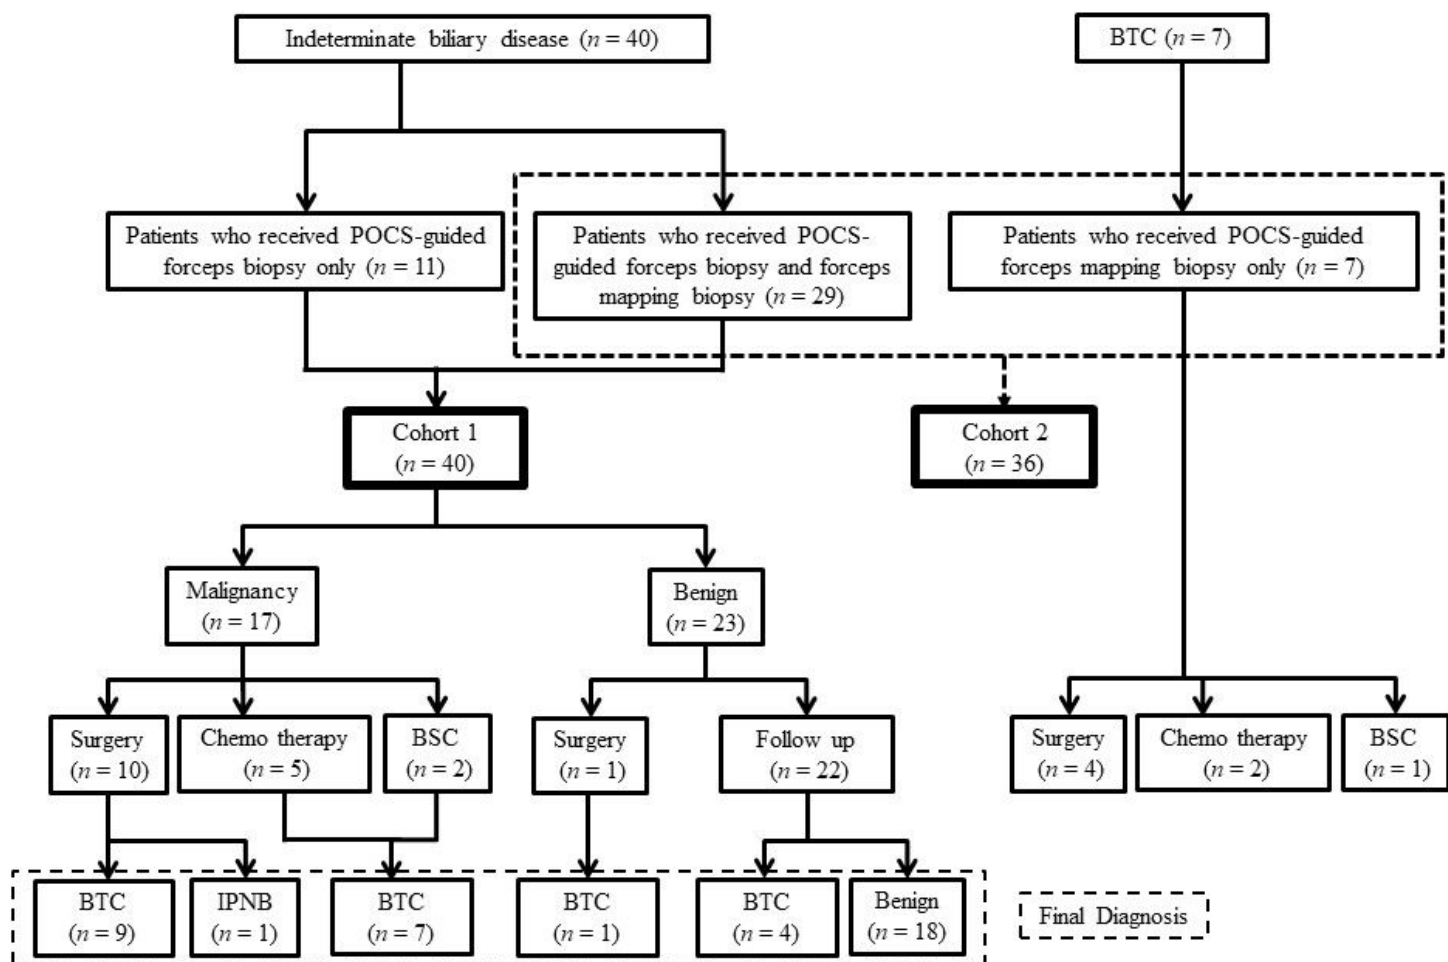 Indeterminate biliary disease (n = 40)
BTC (n = 7)
Patients who received POCS-guided
forceps biopsy only (n = 11)
Patients who received POCS-
guided forceps biopsy and forceps
mapping biopsy (n = 29)
Patients who received POCS-guided
forceps mapping biopsy only (n = 7)
Cohort 1
(n = 40)
Cohort 2
(n = 36)
Malignancy
(n = 17)
Benign
(n = 23)
Surgery
(n = 10)
Chemo therapy
(n = 5)
BSC
(n = 2)
Surgery
(n = 1)
Follow up
(n = 22)
Surgery
(n = 4)
Chemo therapy
(n = 2)
BSC
(n = 1)
BTC
(n = 9)
IPNB
(n = 1)
BTC
(n = 7)
BTC
(n = 1)
BTC
(n = 4)
Benign
(n = 18)
Final Diagnosis